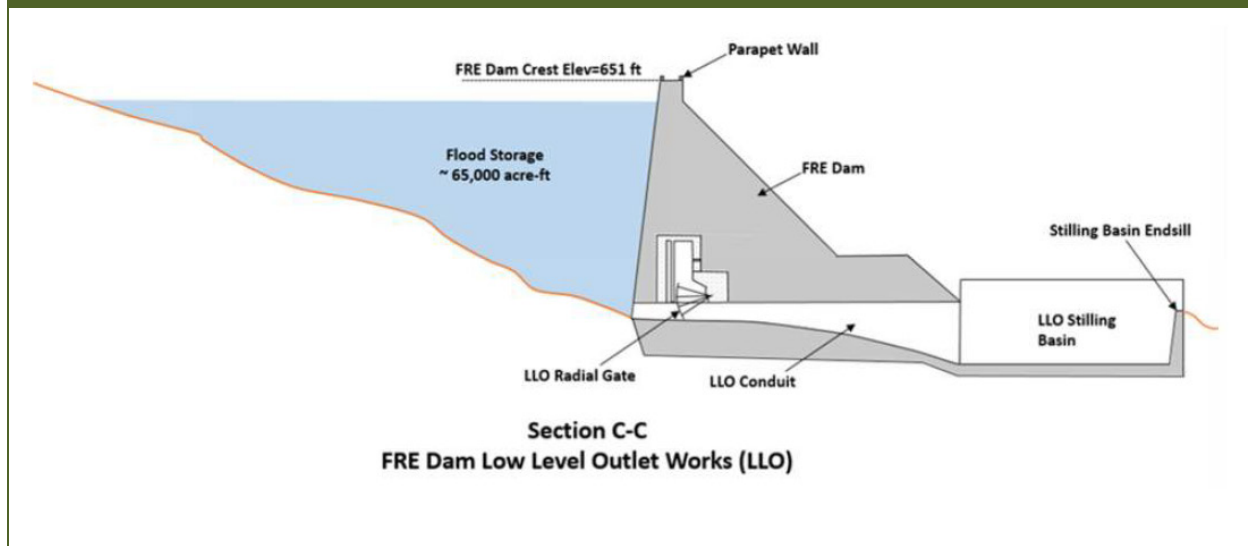 Parapet Wall
FRE Dam Crest Elev=651 ft
Flood Storage
~ 65,000 acre-ft
FRE Dam
Stilling Basin Endsill
LLO Stilling
Basin
LLO Radial Gate
LLO Conduit
Section C-C
FRE Dam Low Level Outlet Works (LLO)